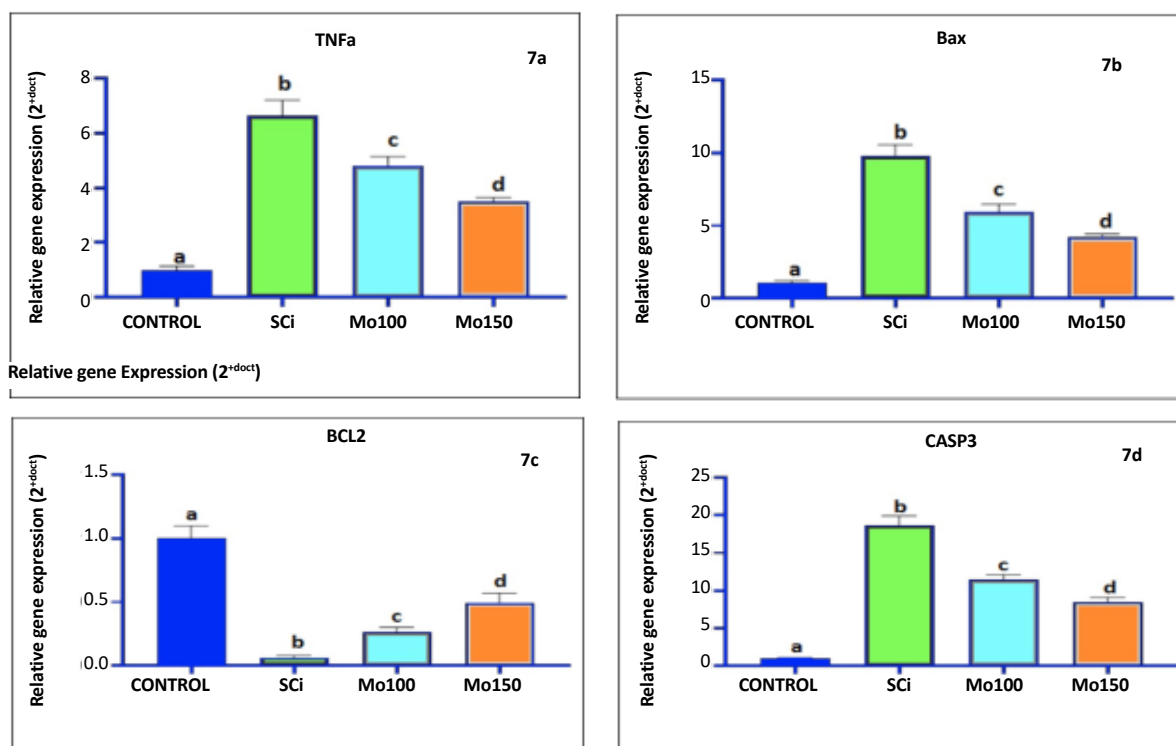 TNFa
7a
Relative gene expression (2+doct)
8
6
4
2
0
a
b
c
d
CONTROL SCi Mo100 Mo150
Relative gene Expression (2+doct)
Bax
7b
Relative gene expression (2+doct)
15
10
5
0
a
b
c
d
CONTROL SCi Mo100 Mo150
BCL2
7c
Relative gene expression (2+doct)
1.5
1.0
0.5
0.0
a
b
c
d
CONTROL SCi Mo100 Mo150
CASP3
7d
Relative gene expression (2+doct)
25
20
15
10
5
0
a
b
c
d
CONTROL SCi Mo100 Mo150